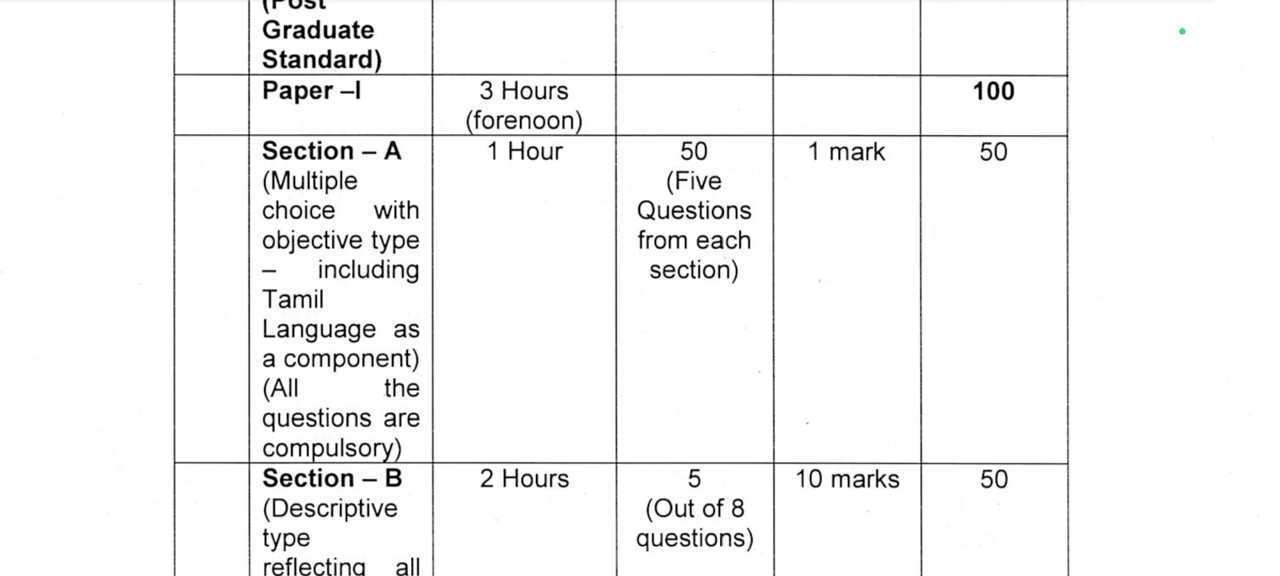 (Post
Graduate
Standard)
Paper –I 3 Hours 100
(forenoon)
Section – A 1 Hour 50 1 mark 50
(Multiple (Five
choice with Questions
objective type from each
– including section)
Tamil
Language as
a component)
(All the
questions are
compulsory)
Section – B 2 Hours 5 10 marks 50
(Descriptive (Out of 8
type questions)
reflecting all